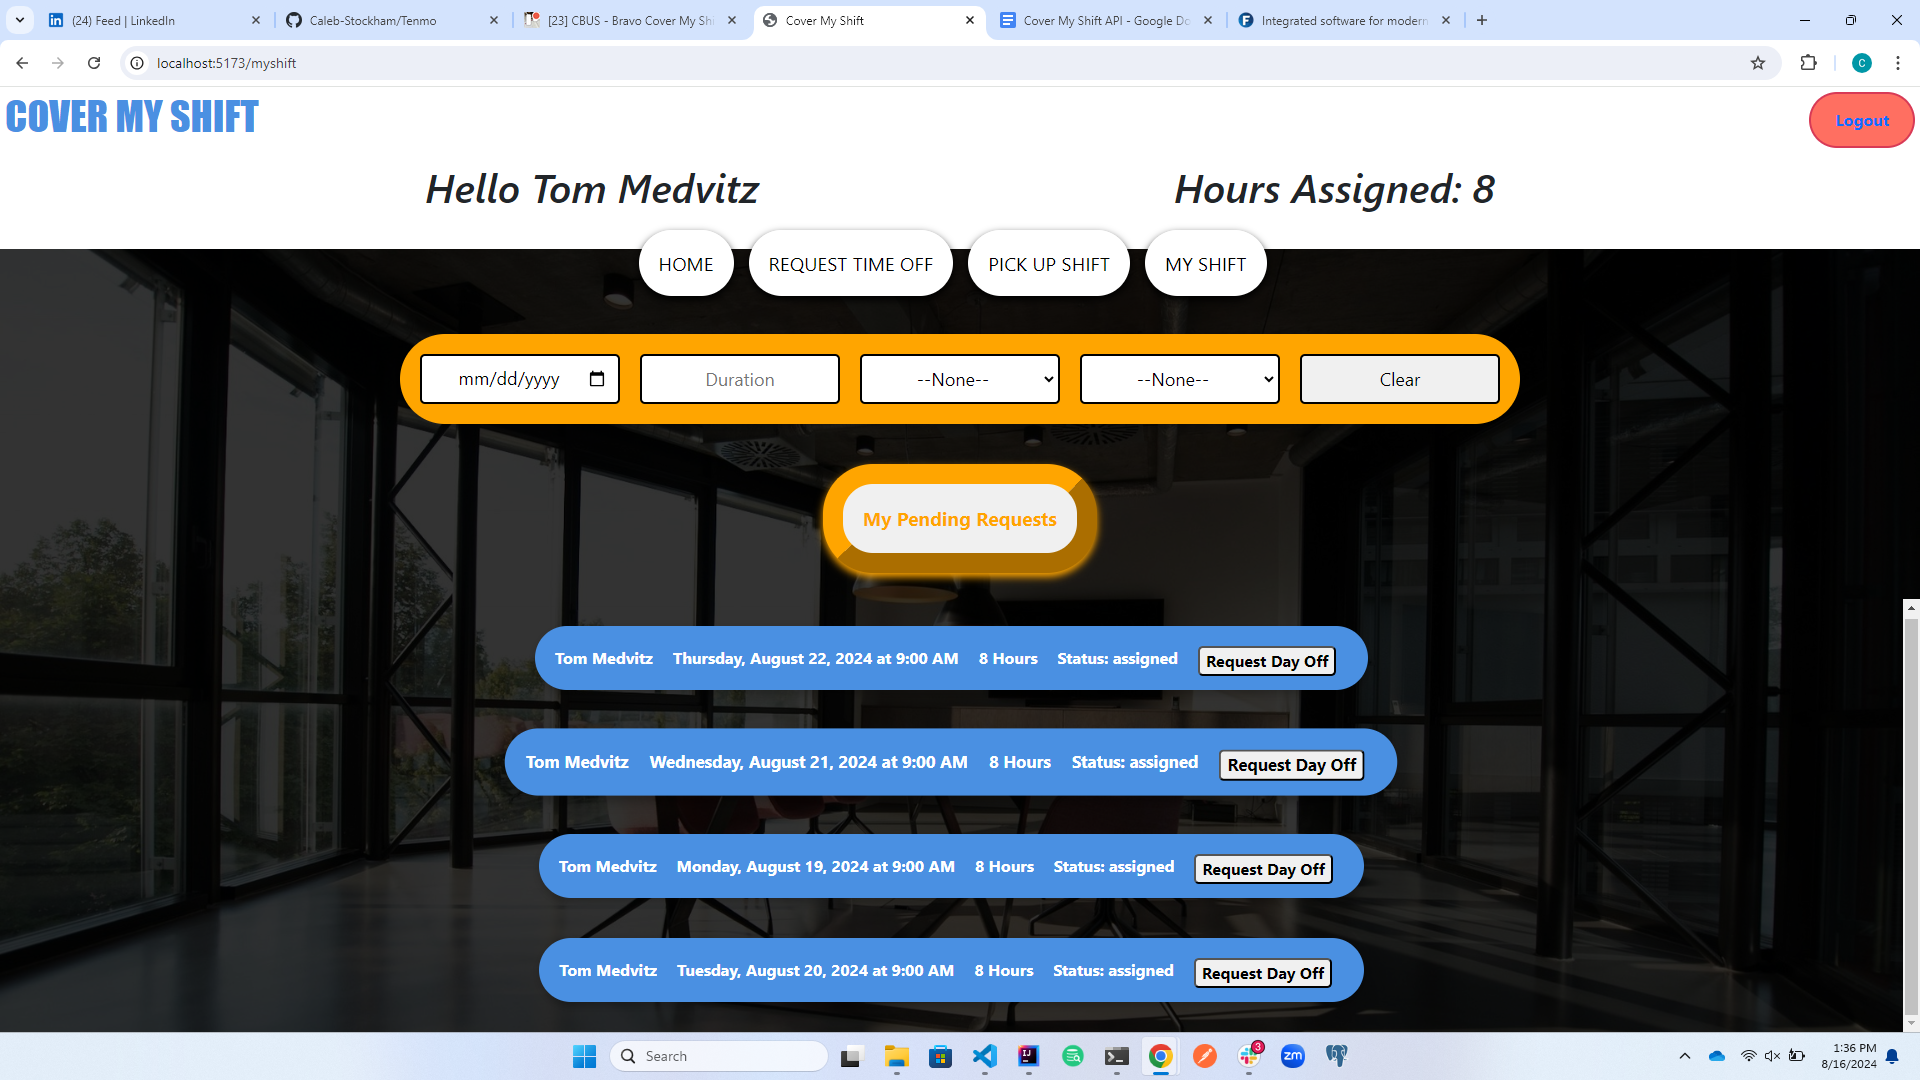 (24) Feed | LinkedIn
Caleb-Stockham/Tenmo
[23] CBUS - Bravo Cover My Shi
Cover My Shift
Cover My Shift API - Google Do
Integrated software for modern
localhost:5173/myshift
C
COVER MY SHIFT
Logout
Hello Tom Medvitz
Hours Assigned: 8
HOME
REQUEST TIME OFF
PICK UP SHIFT
MY SHIFT
mm/dd/yyyy
Duration
--None--
--None--
Clear
My Pending Requests
Tom Medvitz Thursday, August 22, 2024 at 9:00 AM 8 Hours Status: assigned Request Day Off
Tom Medvitz Wednesday, August 21, 2024 at 9:00 AM 8 Hours Status: assigned Request Day Off
Tom Medvitz Monday, August 19, 2024 at 9:00 AM 8 Hours Status: assigned Request Day Off
Tom Medvitz Tuesday, August 20, 2024 at 9:00 AM 8 Hours Status: assigned Request Day Off
Search
3
zm
1:36 PM
8/16/2024